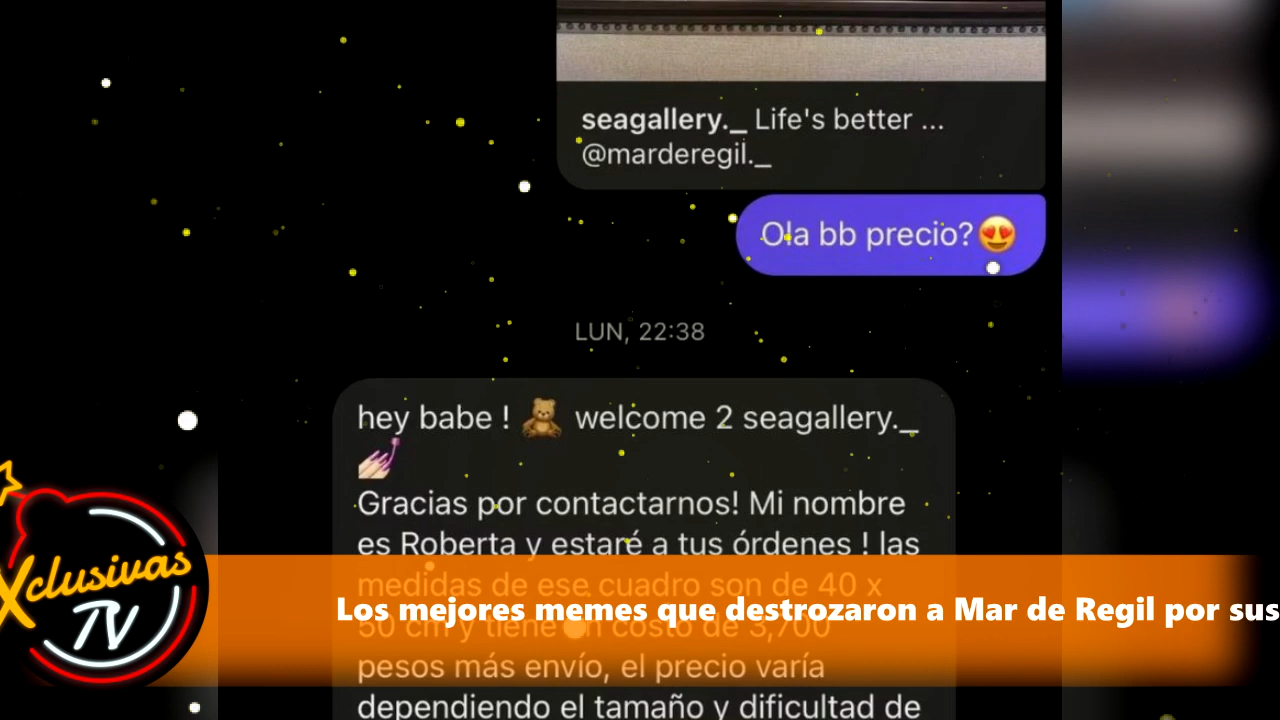 seagallery._ Life's better ...
@marderegil._
Ola bb precio?😍
LUN, 22:38
hey babe ! 🧸 welcome 2 seagallery._
💅🏻
Gracias por contactarnos! Mi nombre
es Roberta y estaré a tus órdenes ! las
medidas de ese cuadro son de 40 x
50 cm y tiene un costo de 3,700
pesos más envío, el precio varía
dependiendo el tamaño y dificultad de
Los mejores memes que destrozaron a Mar de Regil por sus
Xclusivas
TV